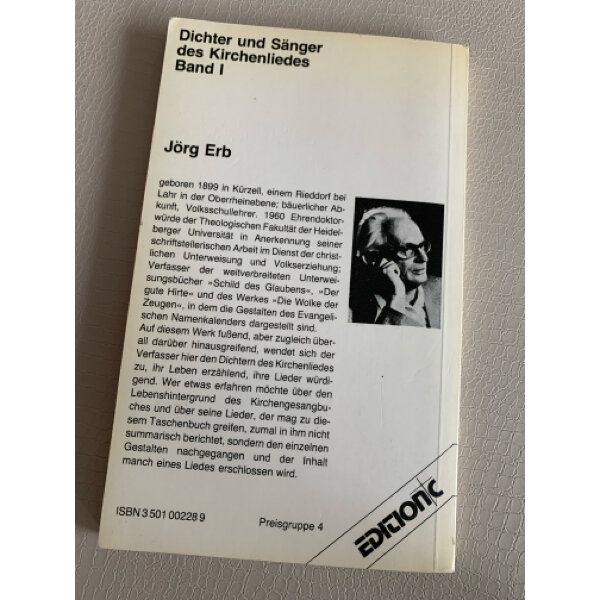 Dichter und Sänger
des Kirchenliedes
Band I
Jörg Erb
geboren 1899 in Kürzell, einem Rieddorf bei
Lahr in der Oberrheinebene; bäuerlicher Ab-
kunft, Volksschullehrer. 1960 Ehrendoktor-
würde der Theologischen Fakultät der Heidel-
berger Universität in Anerkennung seiner
schriftstellerischen Arbeit im Dienst der christ-
lichen Unterweisung und Volkserziehung;
Verfasser der weitverbreiteten Unterwei-
sungsbücher »Schild des Glaubens«, »Der
gute Hirte« und des Werkes »Die Wolke der
Zeugen«, in dem die Gestalten des Evangeli-
schen Namenkalenders dargestellt sind.
Auf diesem Werk fußend, aber zugleich über-
all darüber hinausgreifend, wendet sich der
Verfasser hier den Dichtern des Kirchenliedes
zu, ihr Leben erzählend, ihre Lieder würdi-
gend. Wer etwas erfahren möchte über den
Lebenshintergrund des Kirchengesangbu-
ches und über seine Lieder, der mag zu die-
sem Taschenbuch greifen, zumal in ihm nicht
summarisch berichtet, sondern den einzelnen
Gestalten nachgegangen und der Inhalt
manch eines Liedes erschlossen wird.
ISBN 3 501 00228 9
Preisgruppe 4
EDITION C